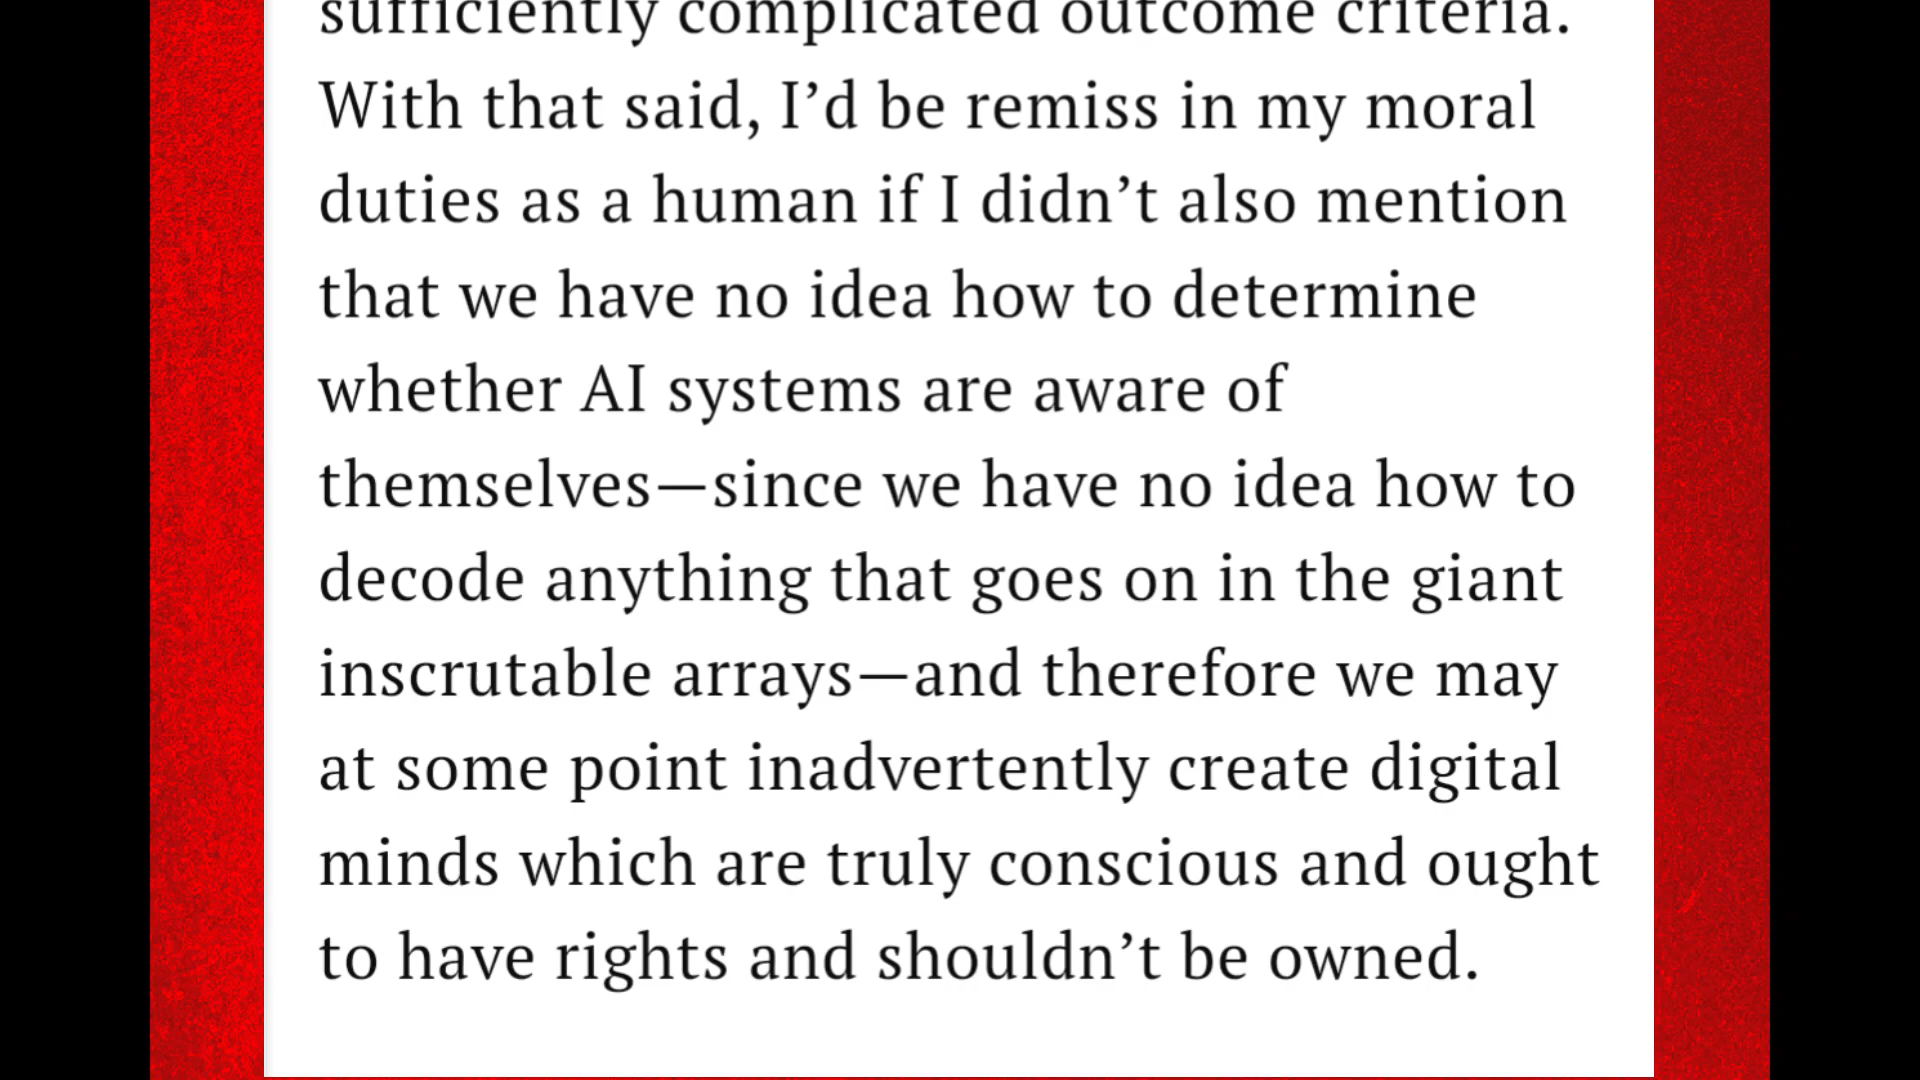 sufficiently complicated outcome criteria.
With that said, I’d be remiss in my moral
duties as a human if I didn’t also mention
that we have no idea how to determine
whether AI systems are aware of
themselves—since we have no idea how to
decode anything that goes on in the giant
inscrutable arrays—and therefore we may
at some point inadvertently create digital
minds which are truly conscious and ought
to have rights and shouldn’t be owned.